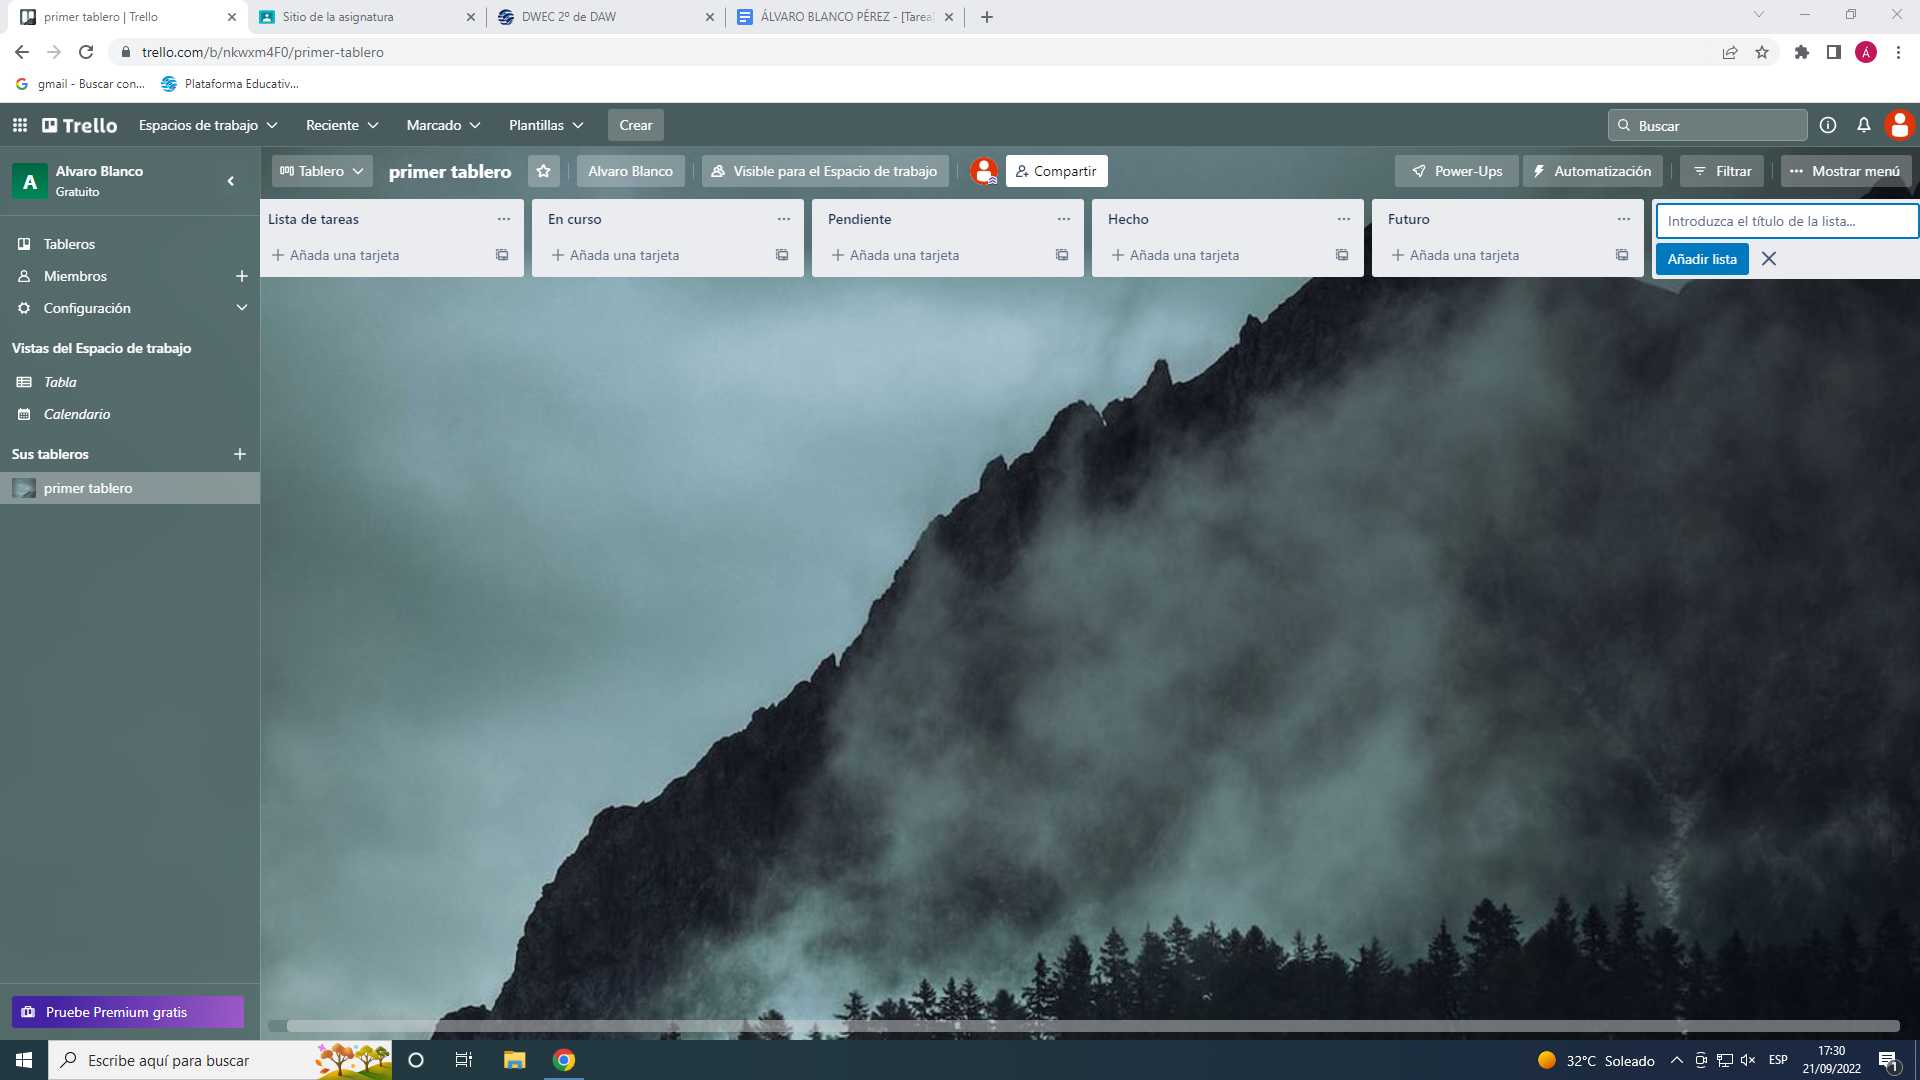 primer tablero | Trello
Sitio de la asignatura
DWEC 2º de DAW
ÁLVARO BLANCO PÉREZ - [Tarea]
trello.com/b/nkwxm4F0/primer-tablero
Á
gmail - Buscar con...
Plataforma Educativ...
Trello
Espacios de trabajo
Reciente
Marcado
Plantillas
Crear
Buscar
A
Alvaro Blanco
Gratuito
Tablero
primer tablero
Alvaro Blanco
Visible para el Espacio de trabajo
Compartir
Power-Ups
Automatización
Filtrar
Mostrar menú
Tableros
Miembros
Configuración
Vistas del Espacio de trabajo
Tabla
Calendario
Sus tableros
primer tablero
Lista de tareas
Añada una tarjeta
En curso
Añada una tarjeta
Pendiente
Añada una tarjeta
Hecho
Añada una tarjeta
Futuro
Añada una tarjeta
Introduzca el título de la lista...
Añadir lista
Pruebe Premium gratis
Escribe aquí para buscar
32°C Soleado
ESP
17:30
21/09/2022
1